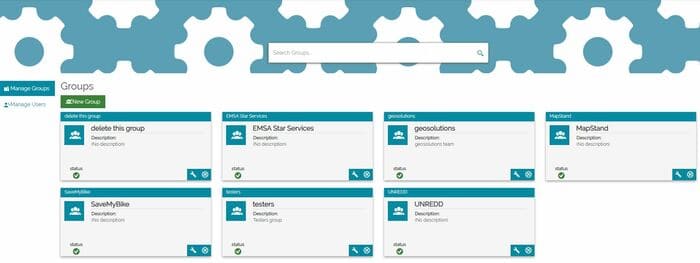 Search Groups...
Manage Groups
Manage Users
Groups
New Group
delete this group
EMSA Star Services
geosolutions
MapStand
delete this group
Description:
(No description)
status
EMSA Star Services
Description:
(No description)
status
geosolutions
Description:
geosolutions team
status
MapStand
Description:
(No description)
status
SaveMyBike
testers
UNREDD
SaveMyBike
Description:
(No description)
status
testers
Description:
Testers group
status
UNREDD
Description:
(No description)
status